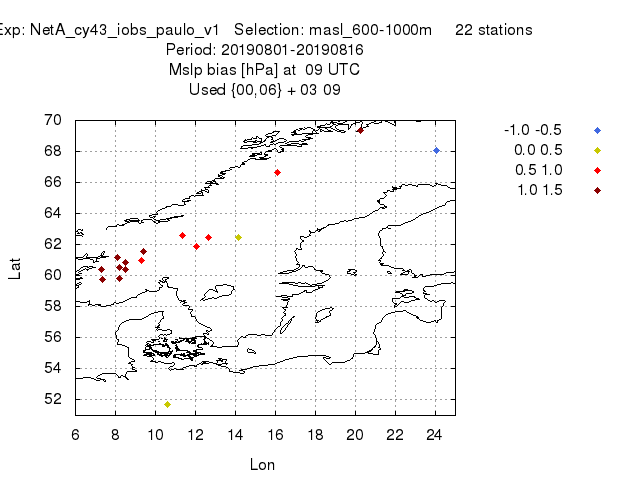 Exp: NetA_cy43_iobs_paulo_v1 Selection: masl_600-1000m 22 stations
Period: 20190801-20190816
Mslp bias [hPa] at 09 UTC
Used {00,06} + 03 09
70
68
66
64
62
60
58
56
54
52
Lat
6 8 10 12 14 16 18 20 22 24
Lon
-1.0 -0.5
0.0 0.5
0.5 1.0
1.0 1.5